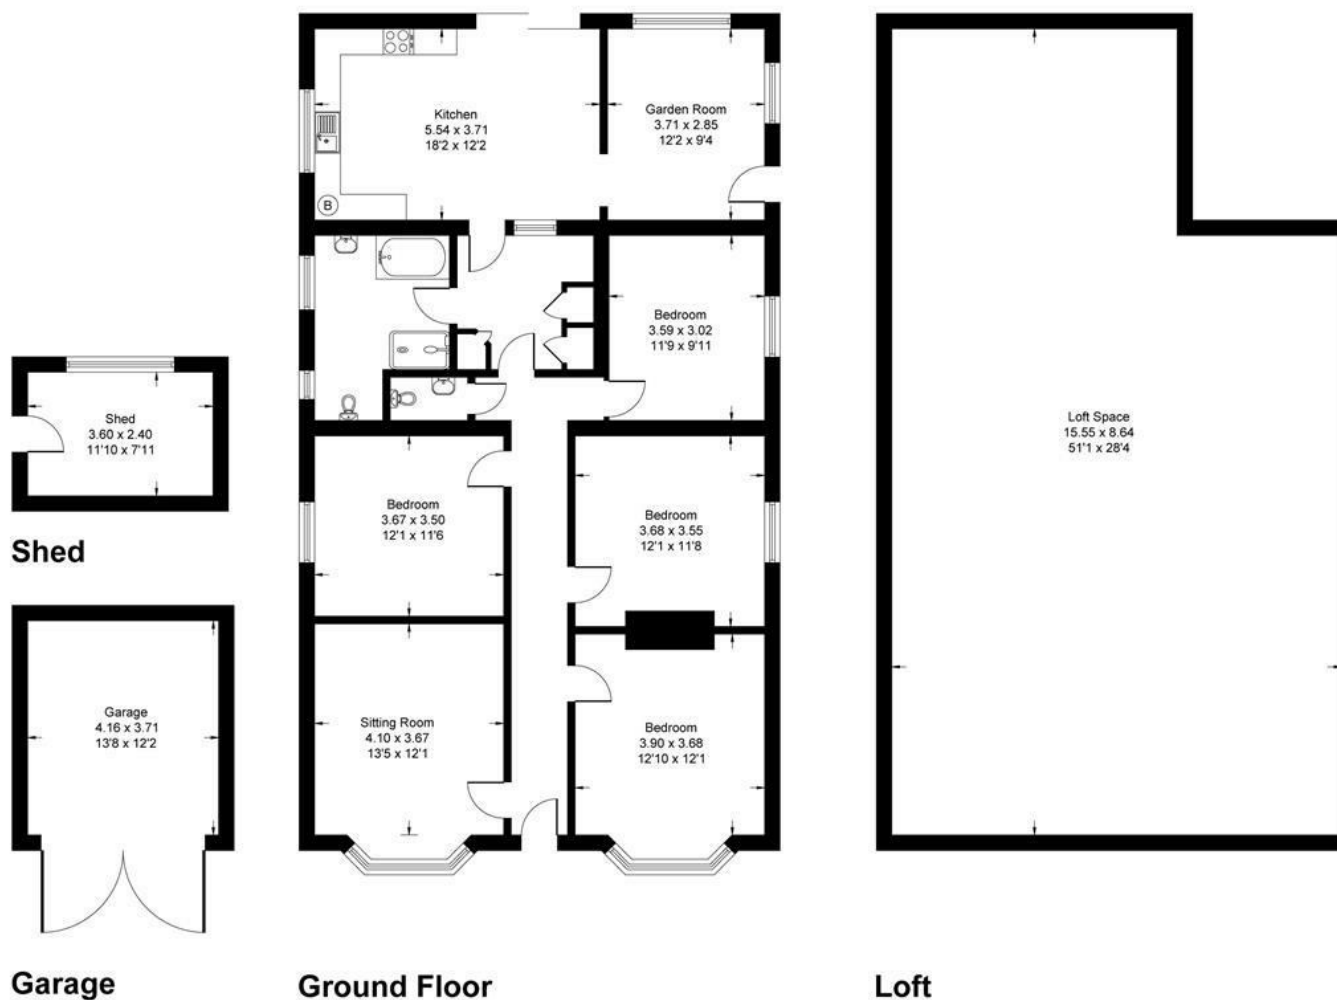 Kitchen
5.54 x 3.71
18'2 x 12'2
Garden Room
3.71 x 2.85
12'2 x 9'4
B
Bedroom
3.59 x 3.02
11'9 x 9'11
Shed
3.60 x 2.40
11'10 x 7'11
Shed
Bedroom
3.67 x 3.50
12'1 x 11'6
Bedroom
3.68 x 3.55
12'1 x 11'8
Loft Space
15.55 x 8.64
51'1 x 28'4
Garage
4.16 x 3.71
13'8 x 12'2
Sitting Room
4.10 x 3.67
13'5 x 12'1
Bedroom
3.90 x 3.68
12'10 x 12'1
Garage
Ground Floor
Loft